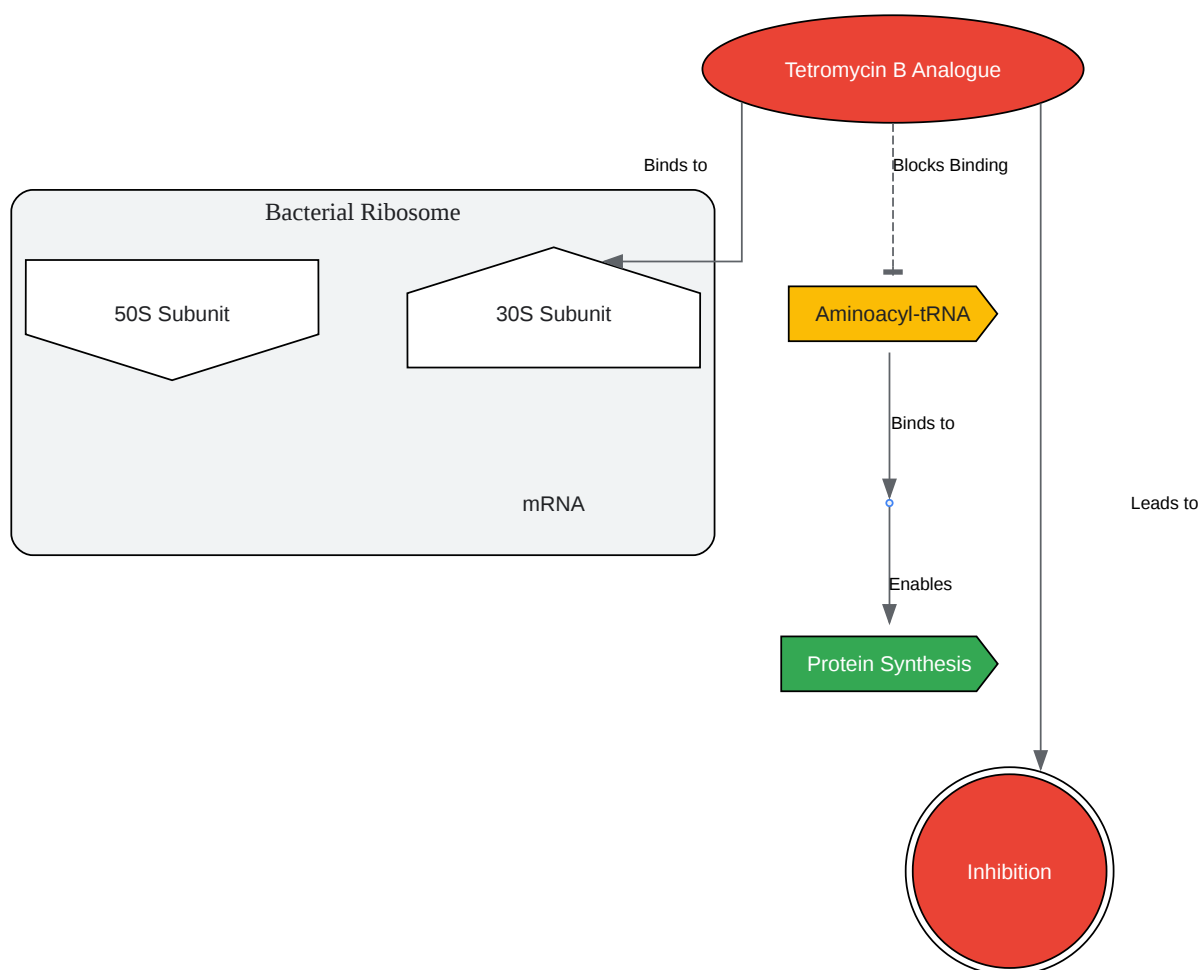 Tetromycin B Analogue
Binds to
Blocks Binding
Bacterial Ribosome
50S Subunit
30S Subunit
Aminoacyl-tRNA
Binds to
mRNA
Leads to
Enables
Protein Synthesis
Inhibition